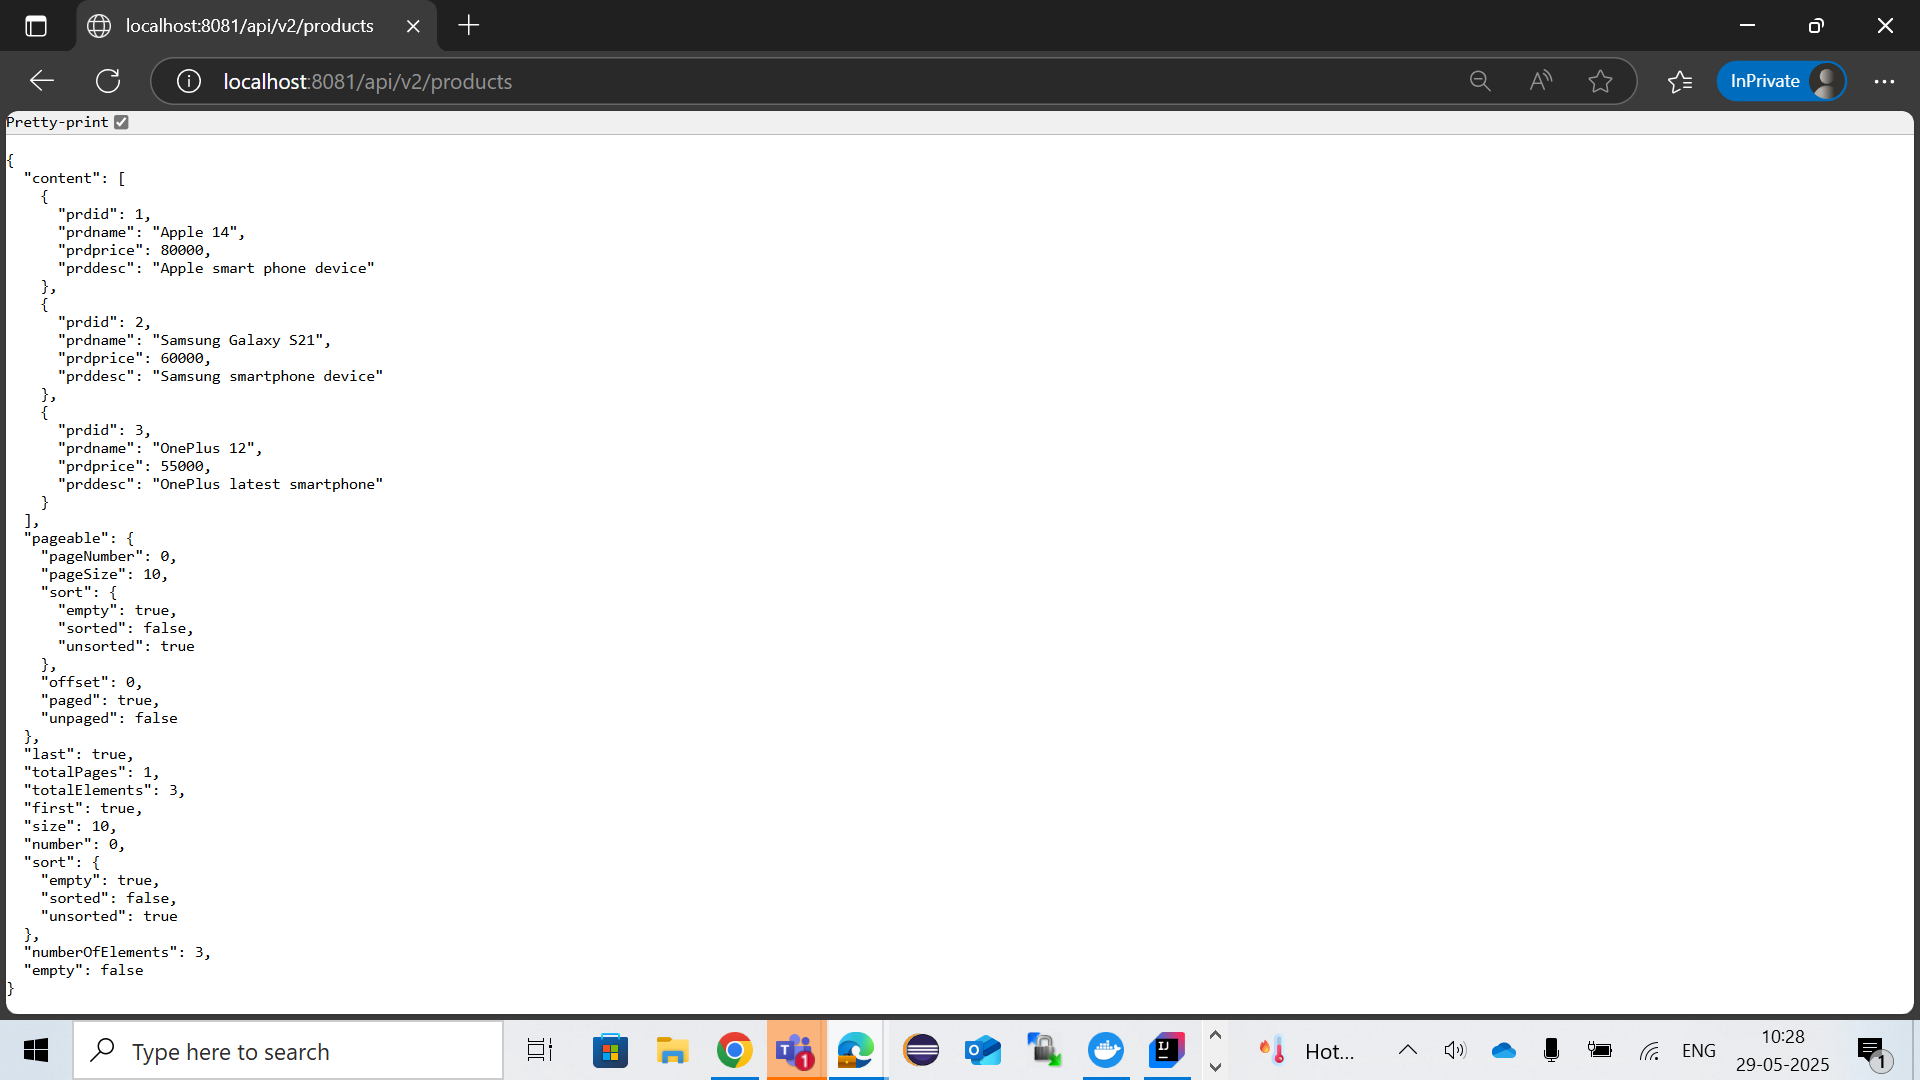 localhost:8081/api/v2/products
localhost:8081/api/v2/products
InPrivate
Pretty-print
{
  "content": [
    {
      "prdid": 1,
      "prdname": "Apple 14",
      "prdprice": 80000,
      "prddesc": "Apple smart phone device"
    },
    {
      "prdid": 2,
      "prdname": "Samsung Galaxy S21",
      "prdprice": 60000,
      "prddesc": "Samsung smartphone device"
    },
    {
      "prdid": 3,
      "prdname": "OnePlus 12",
      "prdprice": 55000,
      "prddesc": "OnePlus latest smartphone"
    }
  ],
  "pageable": {
    "pageNumber": 0,
    "pageSize": 10,
    "sort": {
      "empty": true,
      "sorted": false,
      "unsorted": true
    },
    "offset": 0,
    "paged": true,
    "unpaged": false
  },
  "last": true,
  "totalPages": 1,
  "totalElements": 3,
  "first": true,
  "size": 10,
  "number": 0,
  "sort": {
    "empty": true,
    "sorted": false,
    "unsorted": true
  },
  "numberOfElements": 3,
  "empty": false
}
Type here to search
T
1
O
IJ
Hot...
ENG
10:28
29-05-2025
1